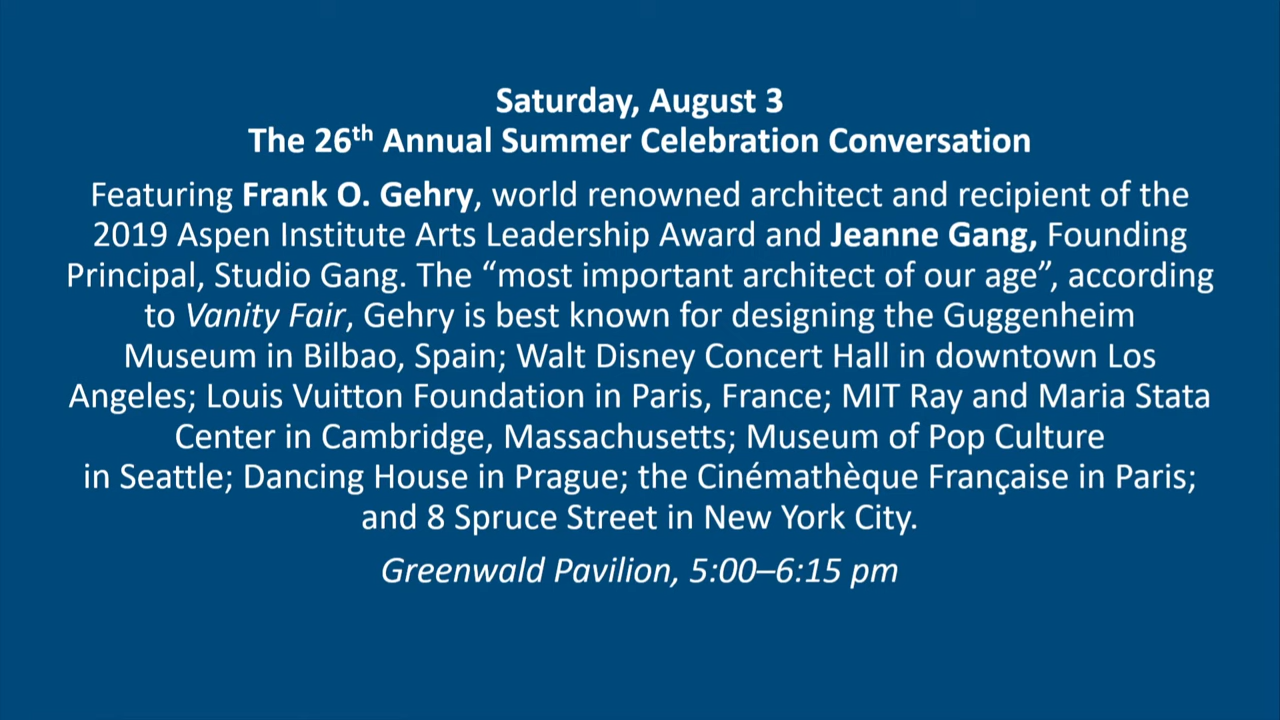 Saturday, August 3
The 26th Annual Summer Celebration Conversation
Featuring Frank O. Gehry, world renowned architect and recipient of the
2019 Aspen Institute Arts Leadership Award and Jeanne Gang, Founding
Principal, Studio Gang. The “most important architect of our age”, according
to Vanity Fair, Gehry is best known for designing the Guggenheim
Museum in Bilbao, Spain; Walt Disney Concert Hall in downtown Los
Angeles; Louis Vuitton Foundation in Paris, France; MIT Ray and Maria Stata
Center in Cambridge, Massachusetts; Museum of Pop Culture
in Seattle; Dancing House in Prague; the Cinémathèque Française in Paris;
and 8 Spruce Street in New York City.
Greenwald Pavilion, 5:00–6:15 pm